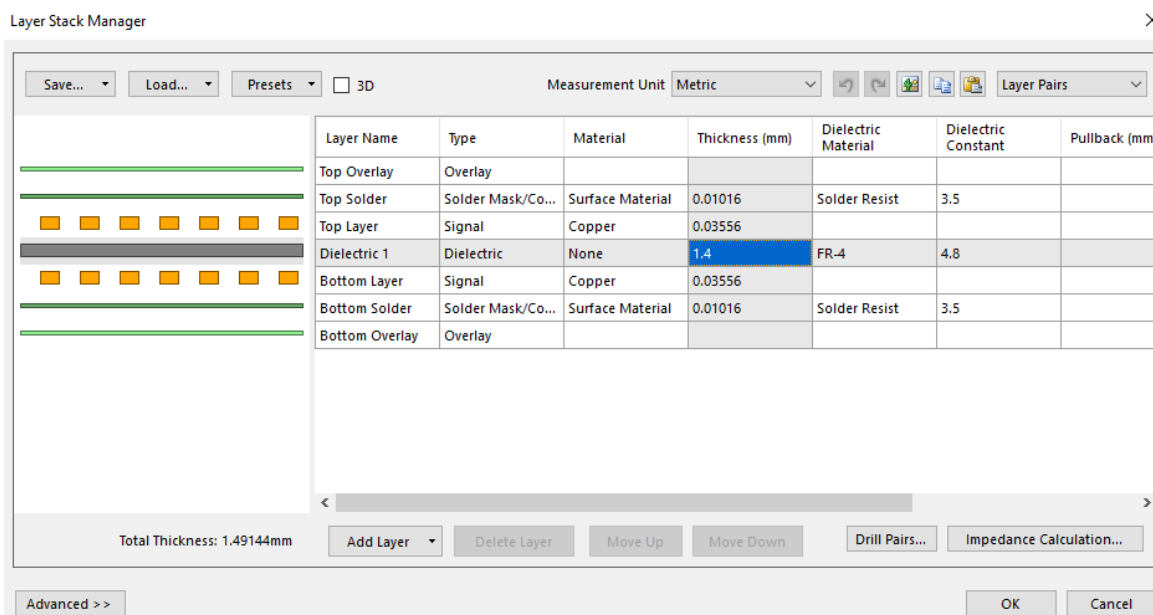 Layer Stack Manager
Save... Load... Presets 3D Measurement Unit Metric Layer Pairs
Layer Name Type Material Thickness (mm) Dielectric Material Dielectric Constant Pullback (mm
Top Overlay Overlay
Top Solder Solder Mask/Co... Surface Material 0.01016 Solder Resist 3.5
Top Layer Signal Copper 0.03556
Dielectric 1 Dielectric None 1.4 FR-4 4.8
Bottom Layer Signal Copper 0.03556
Bottom Solder Solder Mask/Co... Surface Material 0.01016 Solder Resist 3.5
Bottom Overlay Overlay
Total Thickness: 1.49144mm Add Layer Delete Layer Move Up Move Down Drill Pairs... Impedance Calculation...
Advanced >> OK Cancel